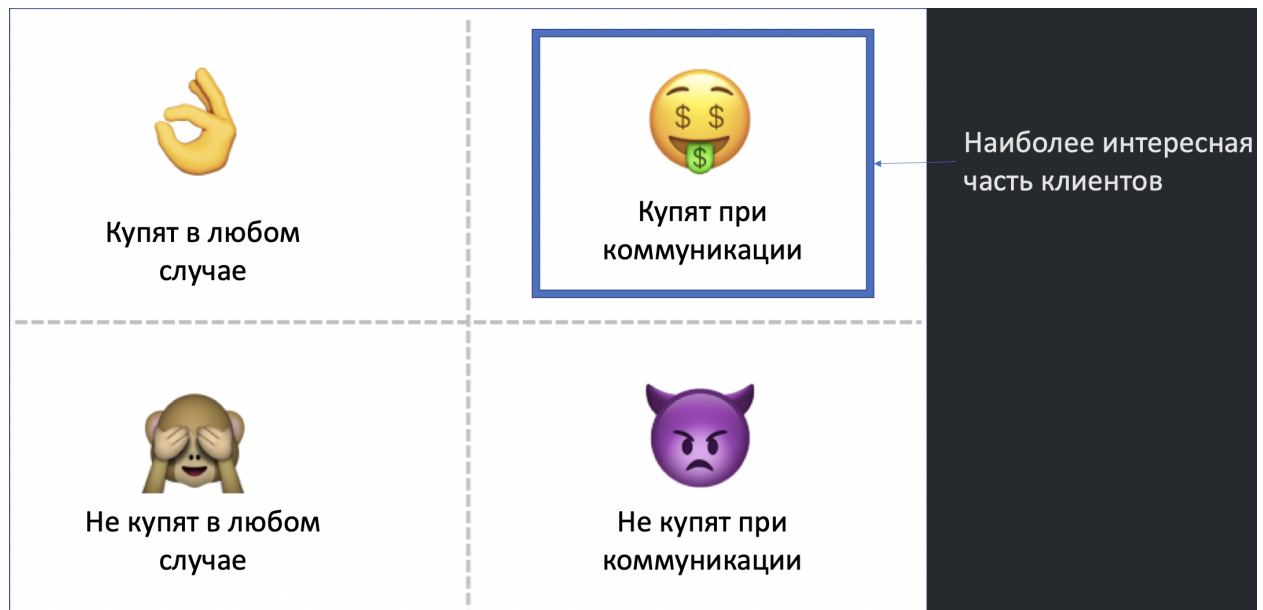 Купят в любом
случае
Купят при
коммуникации
Наиболее интересная
часть клиентов
Не купят в любом
случае
Не купят при
коммуникации